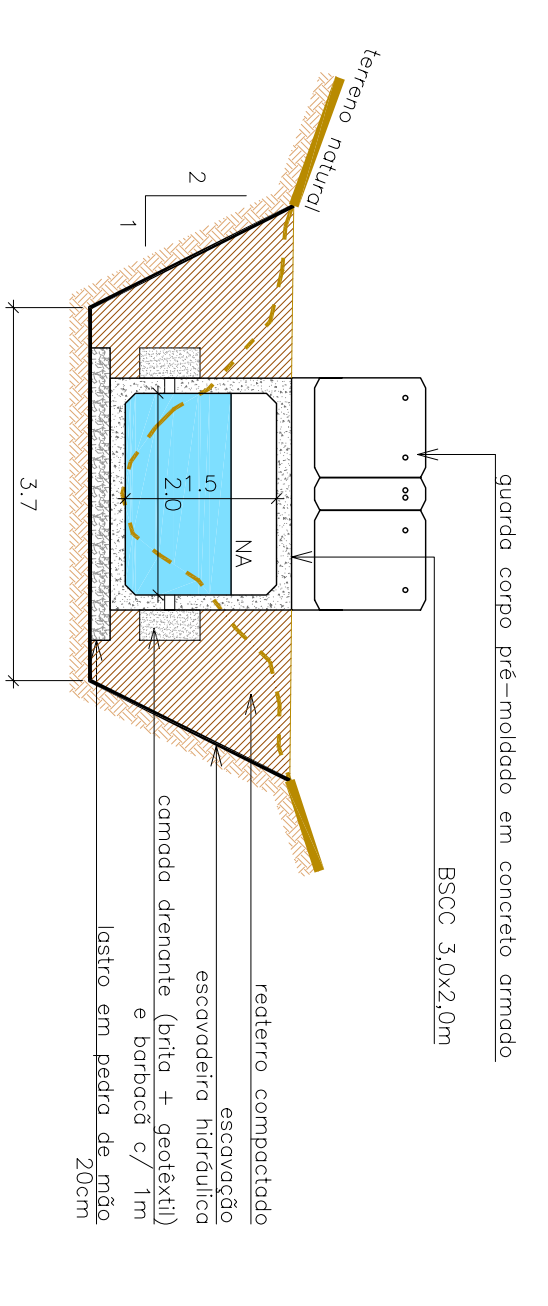 terreno natural
2
1
guarda corpo pré-moldado em concreto armado
BSCC 3,0x2,0m
NA
1.5
2.0
3.7
reaterro compactado
escavação
escavadeira hidráulica
camada drenante (brita + geotêxtil)
e barbacã c/ 1m
lastro em pedra de mão
20cm